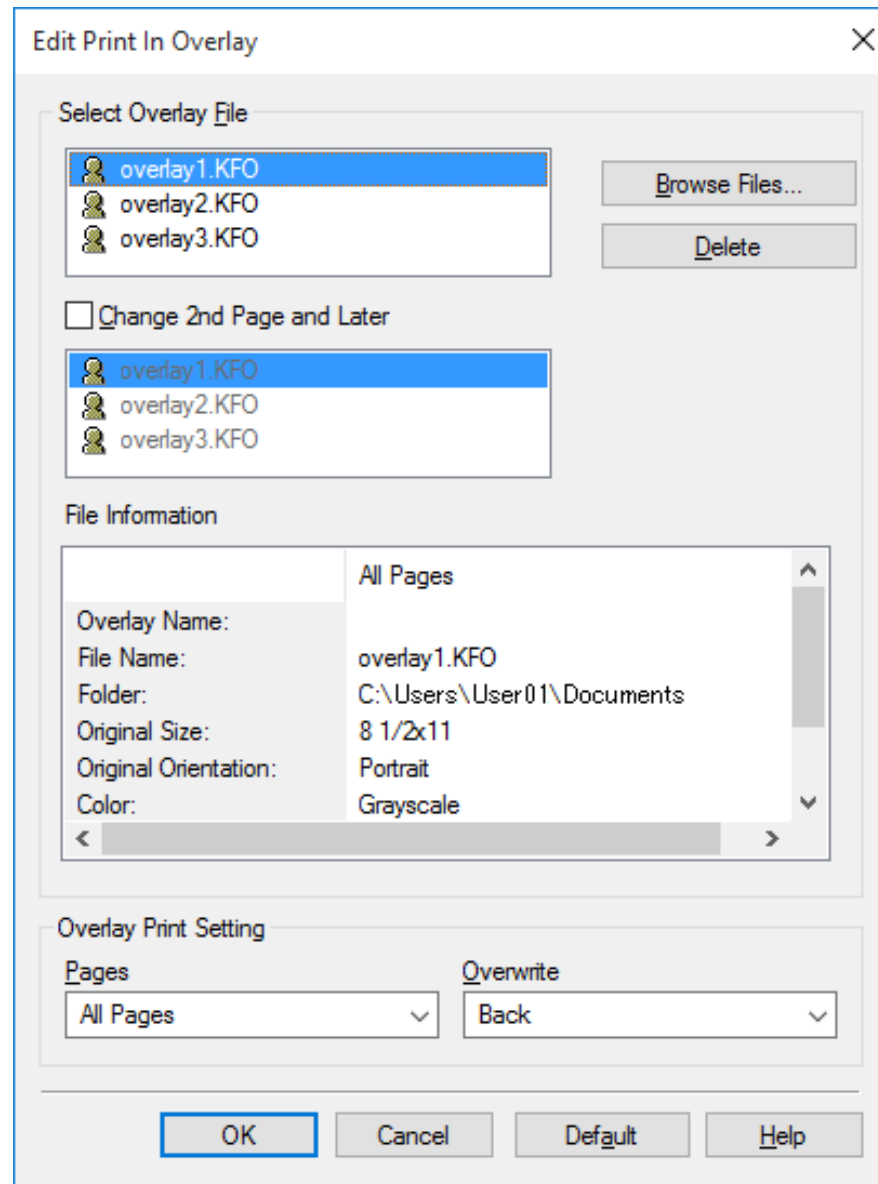 Edit Print In Overlay
Select Overlay File
overlay1.KFO
overlay2.KFO
overlay3.KFO
Browse Files...
Delete
Change 2nd Page and Later
overlay1.KFO
overlay2.KFO
overlay3.KFO
File Information
All Pages
Overlay Name:
File Name: overlay1.KFO
Folder: C:\Users\User01\Documents
Original Size: 8 1/2x11
Original Orientation: Portrait
Color: Grayscale
Overlay Print Setting
Pages Overwrite
All Pages Back
OK Cancel Default Help